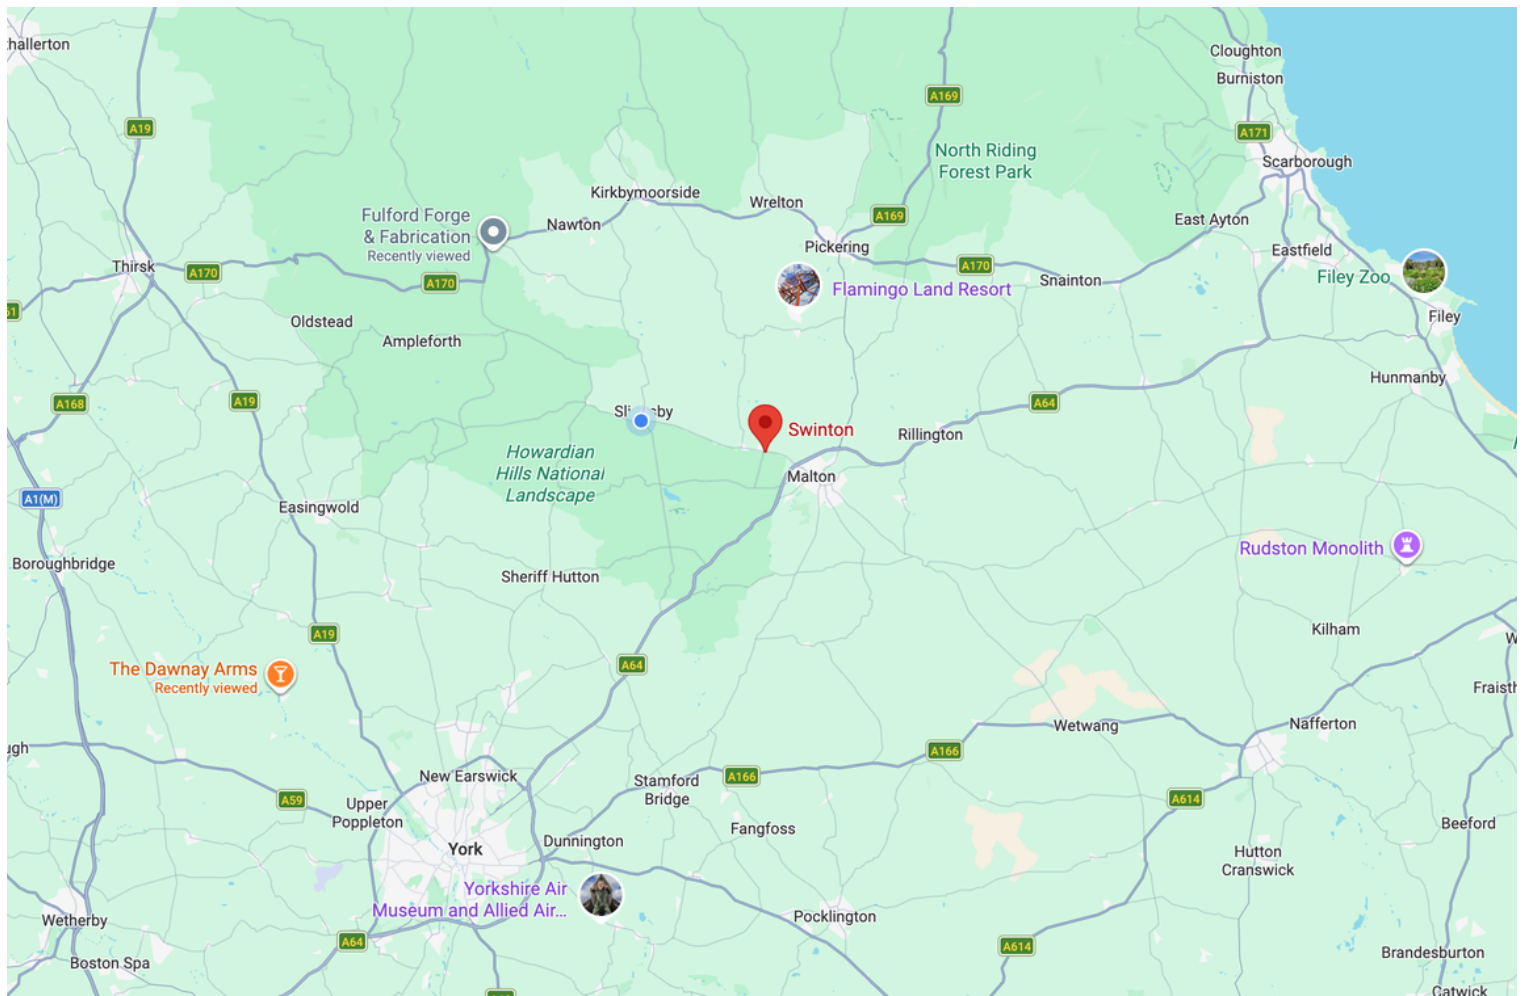 Cloughton
Burniston
A19
A169
A171
North Riding
Forest Park
Scarborough
Kirkbymoorside
Wrelton
Fulford Forge
& Fabrication
Recently viewed
Nawton
A169
East Ayton
Pickering
Eastfield
Thirsk
A170
A170
A170
Snainton
Filey Zoo
Flamingo Land Resort
Filey
Oldstead
Ampleforth
Hunmanby
A168
A19
A64
Swinton
Rillington
Howardian
Hills National
Landscape
Malton
A1(M)
Easingwold
Rudston Monolith
Boroughbridge
Sheriff Hutton
Kilham
A19
A64
The Dawnay Arms
Recently viewed
Nafferton
Wetwang
A166
New Earswick
A166
Stamford
Bridge
A59
Upper
Poppleton
A614
Fangfoss
Beeford
Dunnington
York
Hutton
Cranswick
Yorkshire Air
Museum and Allied Air...
Pocklington
Wetherby
A64
A614
Brandesburton
Boston Spa
Catwick